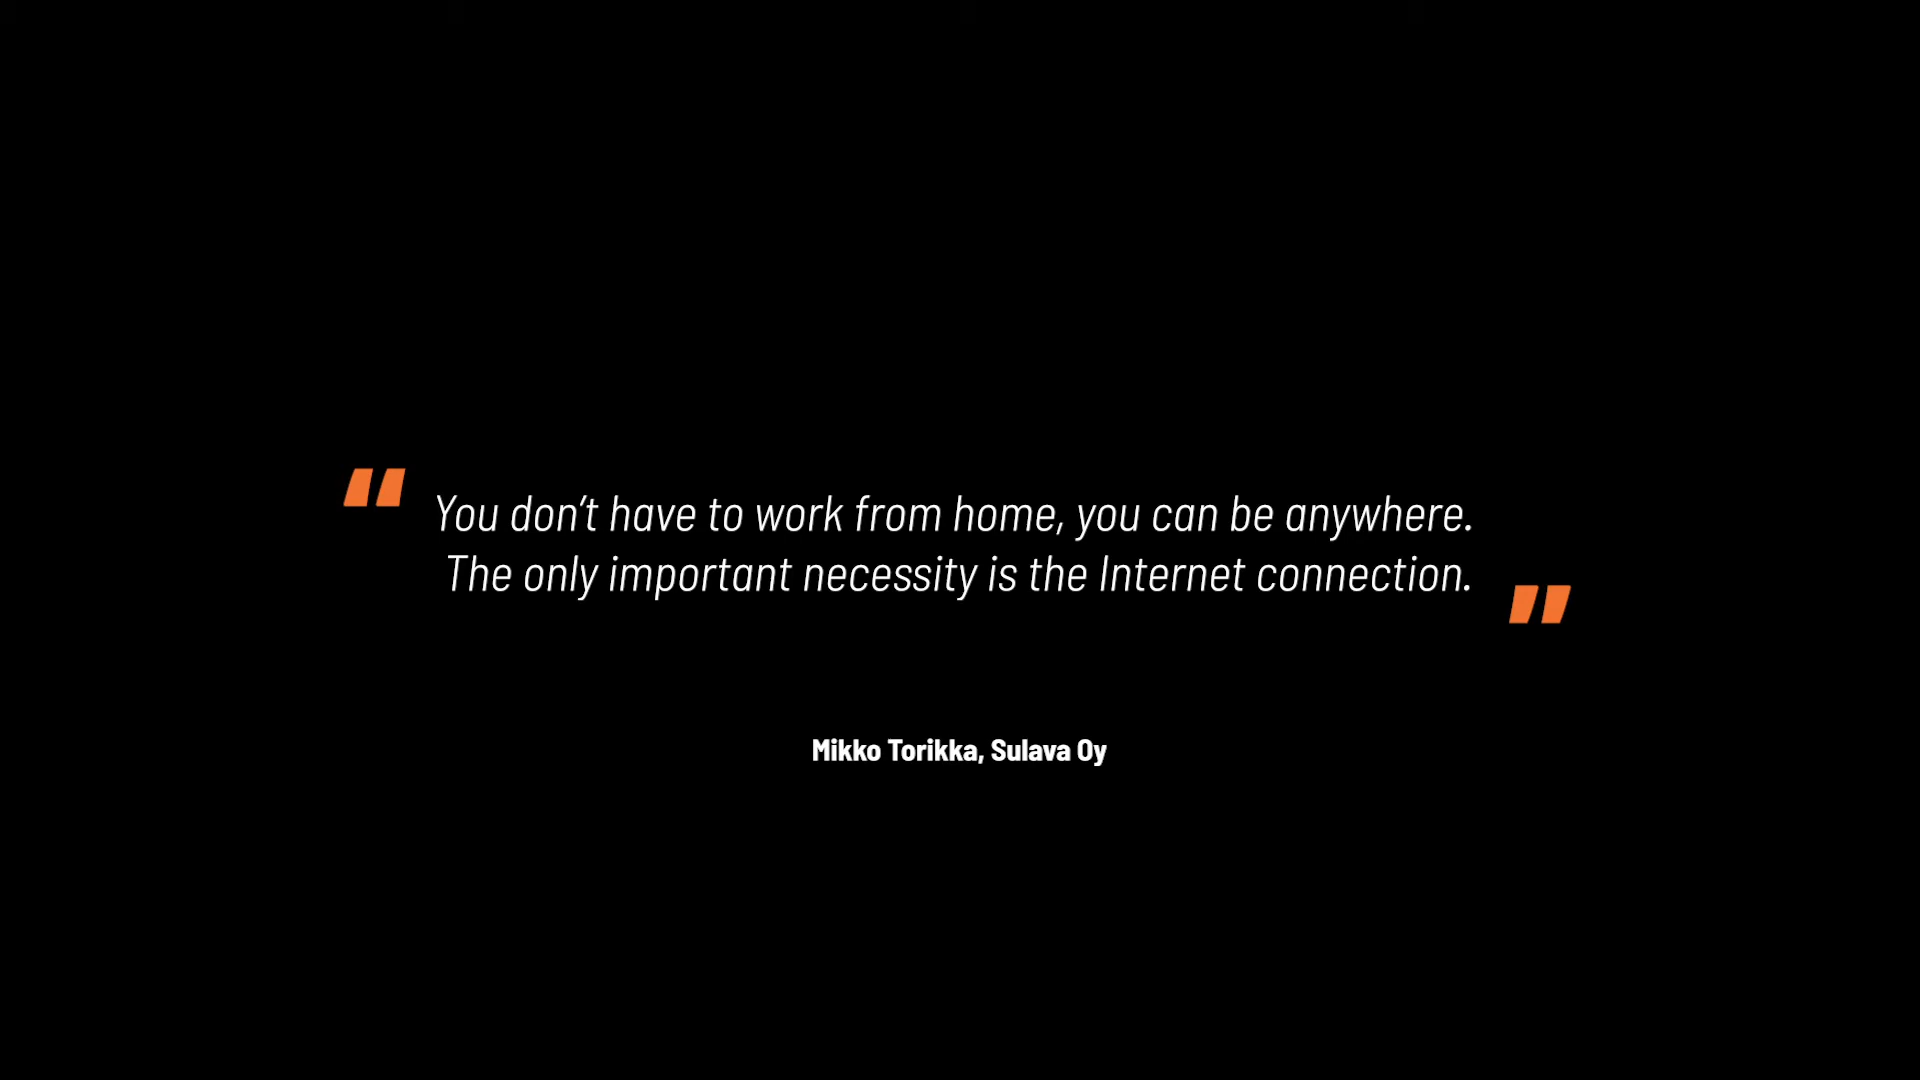 “ You don’t have to work from home, you can be anywhere.
The only important necessity is the Internet connection. ”
Mikko Torikka, Sulava Oy